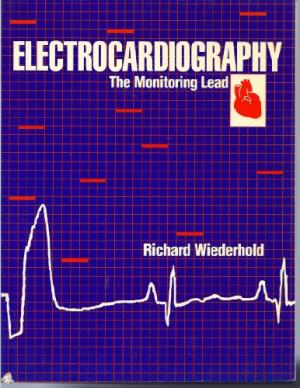 ELECTROCARDIOGRAPHY
The Monitoring Lead
Richard Wiederhold